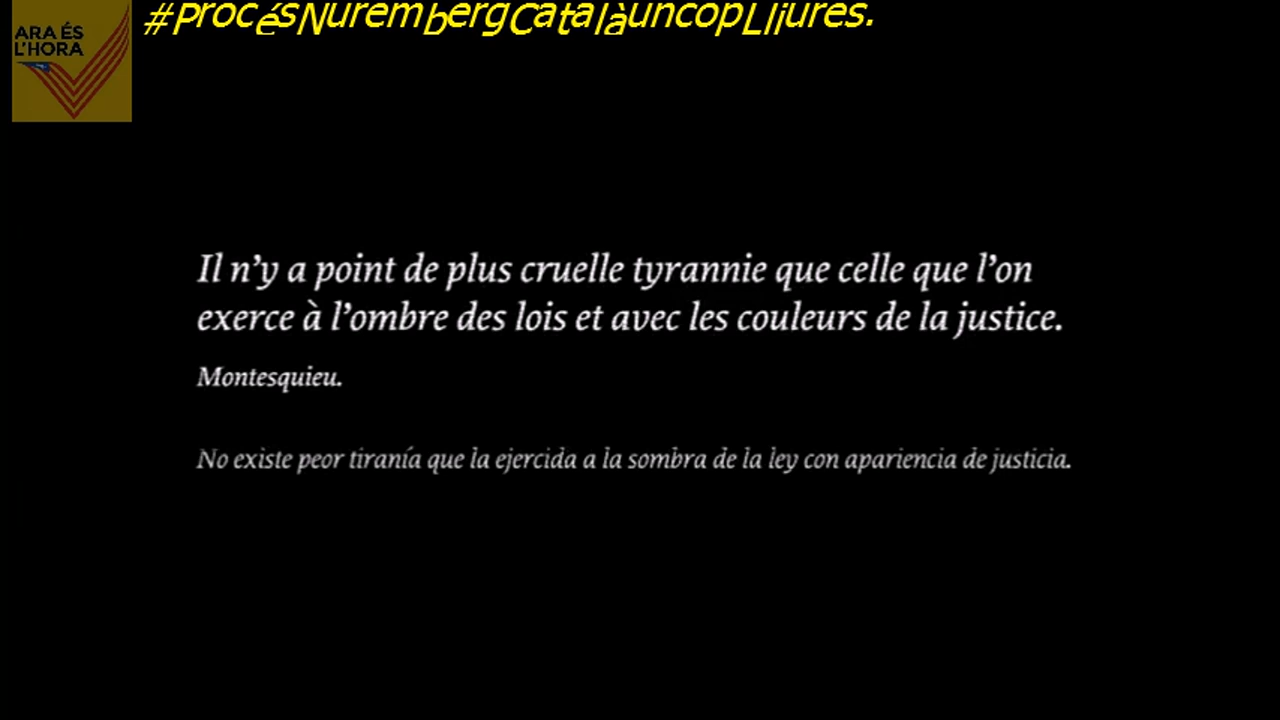 #ProcésNurembergCatalàuncopLliures.
ARA ÉS
L'HORA
Il n'y a point de plus cruelle tyrannie que celle que l'on
exerce à l'ombre des lois et avec les couleurs de la justice.
Montesquieu.
No existe peor tiranía que la ejercida a la sombra de la ley con apariencia de justicia.